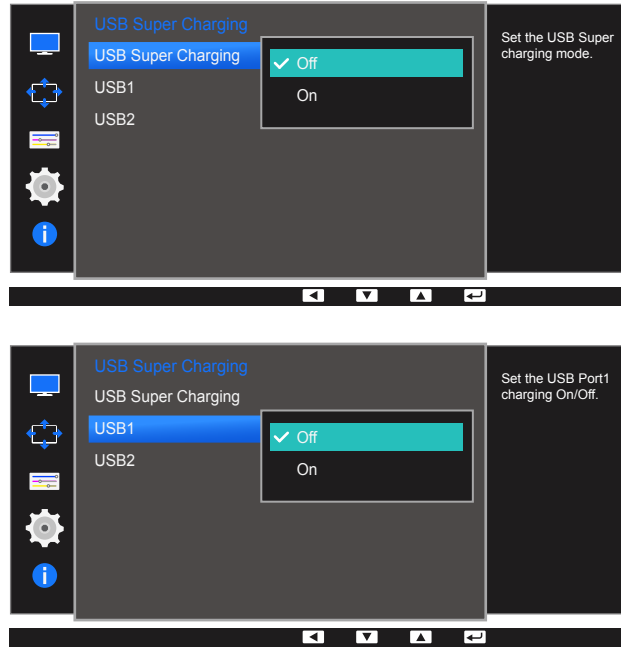 USB Super Charging
USB Super Charging
Off
Set the USB Super
charging mode.
USB1
On
USB2
USB Super Charging
USB Super Charging
Set the USB Port1
charging On/Off.
USB1
Off
USB2
On